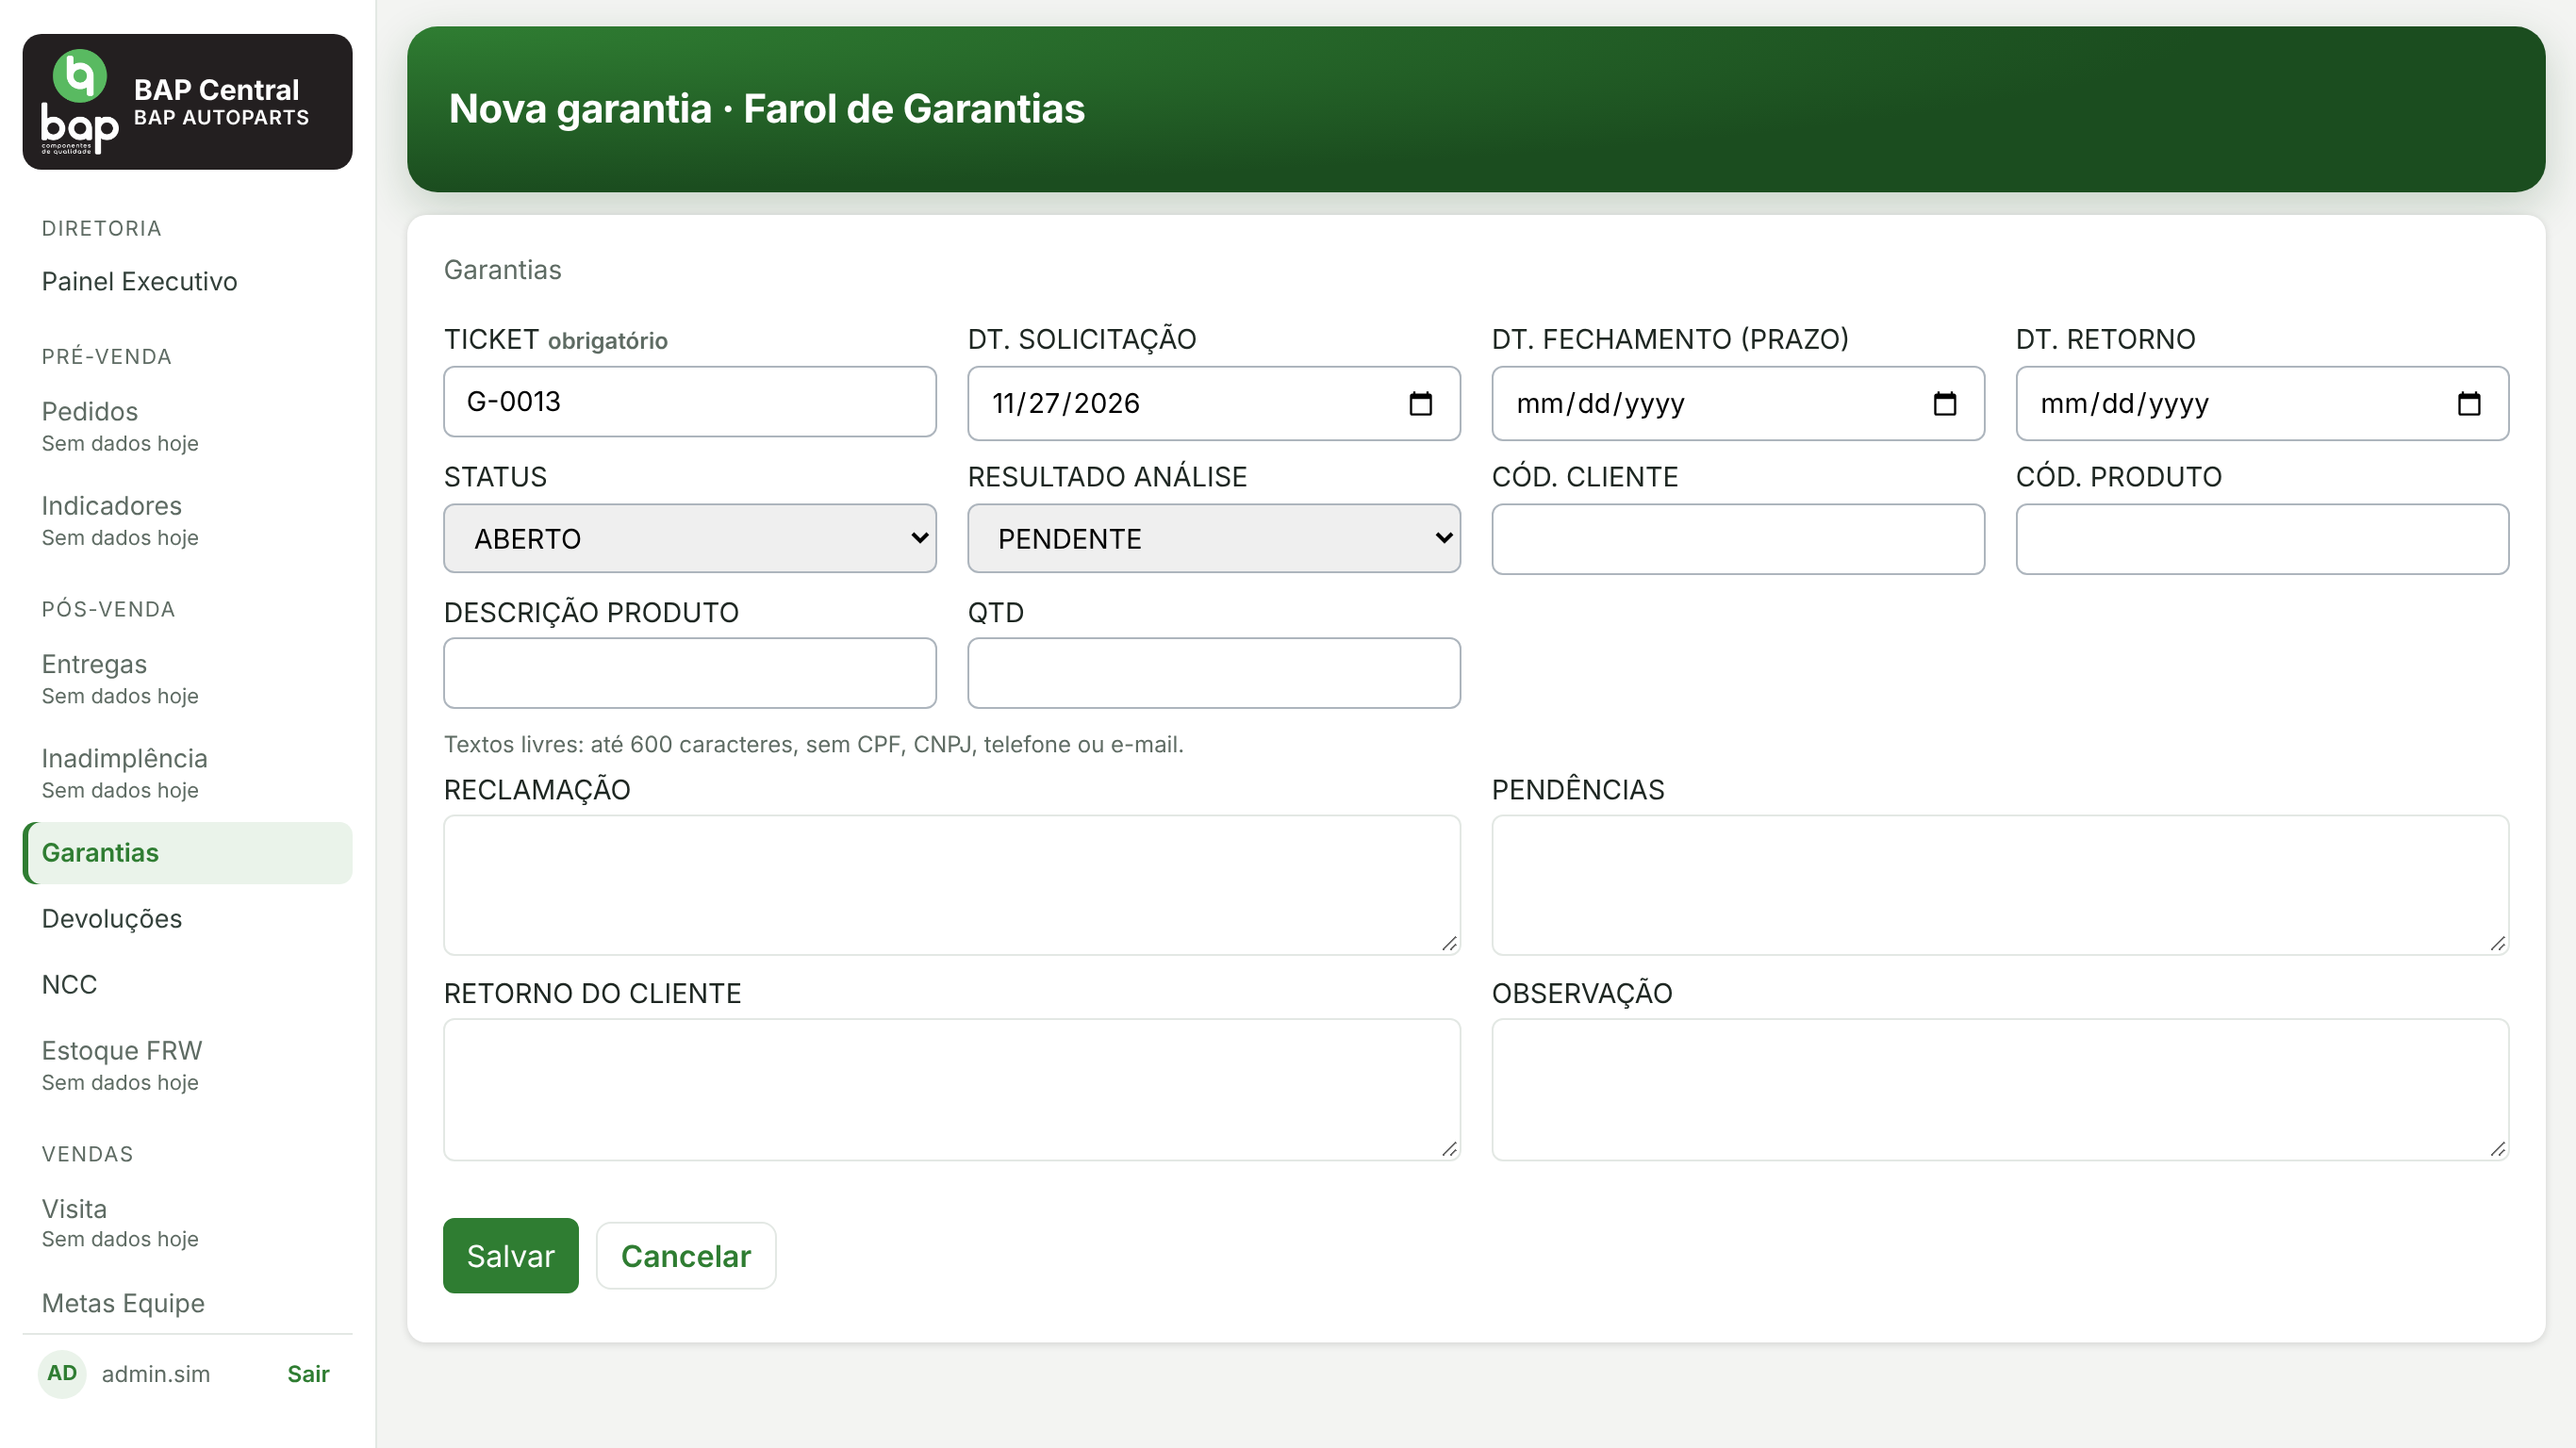 bap
componentes
de qualidade
BAP Central
BAP AUTOPARTS
DIRETORIA
Painel Executivo
PRÉ-VENDA
Pedidos
Sem dados hoje
Indicadores
Sem dados hoje
PÓS-VENDA
Entregas
Sem dados hoje
Inadimplência
Sem dados hoje
Garantias
Devoluções
NCC
Estoque FRW
Sem dados hoje
VENDAS
Visita
Sem dados hoje
Metas Equipe
AD admin.sim Sair
Nova garantia · Farol de Garantias
Garantias
TICKET obrigatório DT. SOLICITAÇÃO DT. FECHAMENTO (PRAZO) DT. RETORNO
G-0013 11/27/2026 mm/dd/yyyy mm/dd/yyyy
STATUS RESULTADO ANÁLISE CÓD. CLIENTE CÓD. PRODUTO
ABERTO PENDENTE
DESCRIÇÃO PRODUTO QTD
Textos livres: até 600 caracteres, sem CPF, CNPJ, telefone ou e-mail.
RECLAMAÇÃO PENDÊNCIAS
RETORNO DO CLIENTE OBSERVAÇÃO
Salvar Cancelar